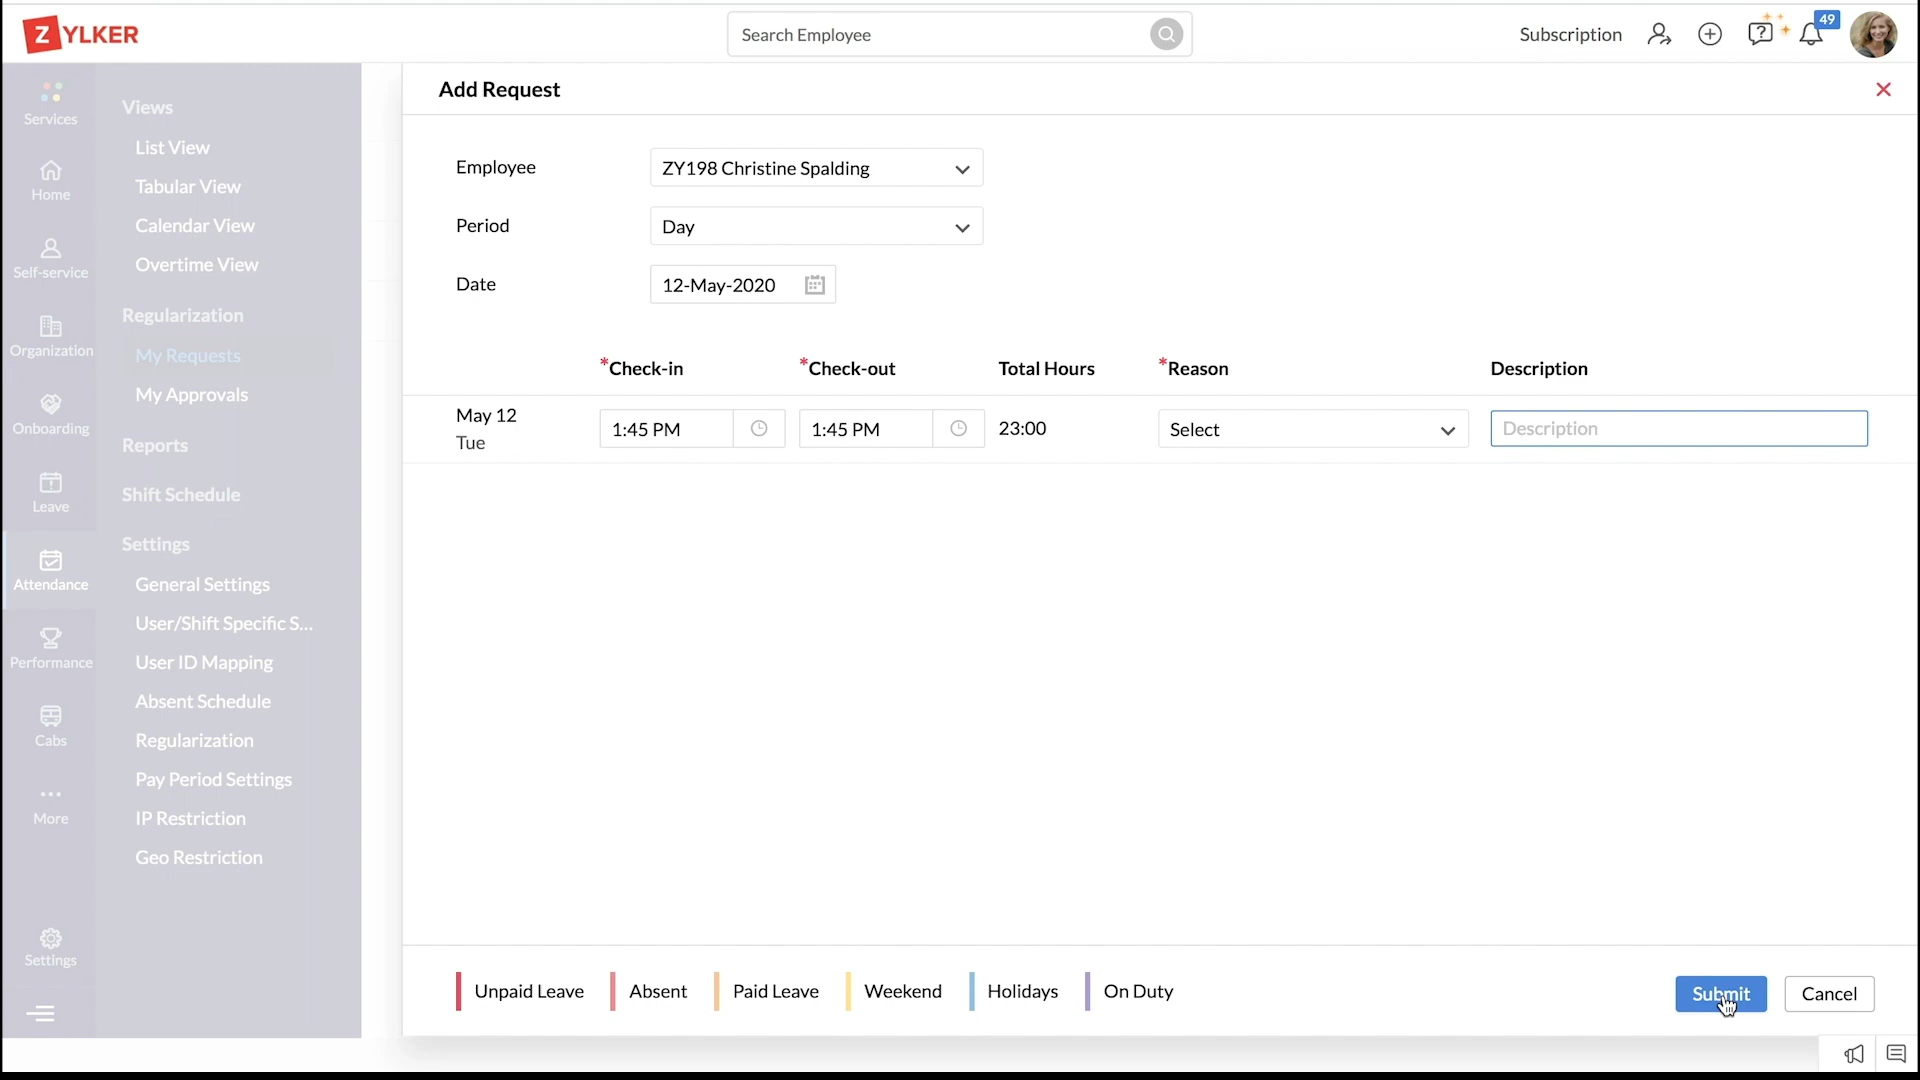 ZYLKER
Search Employee
Subscription
49
Services
Home
Self-service
Organization
Onboarding
Leave
Attendance
Performance
Cabs
More
Settings
Views
List View
Tabular View
Calendar View
Overtime View
Regularization
My Requests
My Approvals
Reports
Shift Schedule
Settings
General Settings
User/Shift Specific S...
User ID Mapping
Absent Schedule
Regularization
Pay Period Settings
IP Restriction
Geo Restriction
Add Request
Employee ZY198 Christine Spalding
Period Day
Date 12-May-2020
*Check-in *Check-out Total Hours *Reason Description
May 12 1:45 PM 1:45 PM 23:00 Select Description
Tue
Unpaid Leave Absent Paid Leave Weekend Holidays On Duty
Submit Cancel